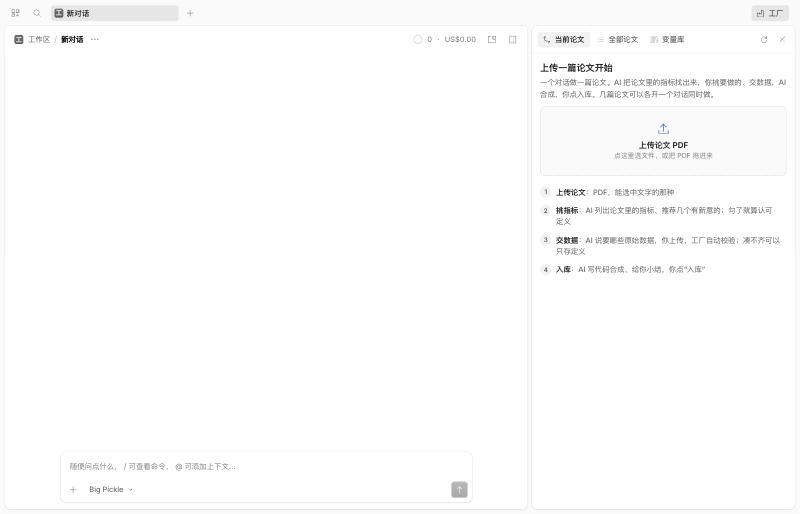 新对话
工厂
工作区 / 新对话 ···
0 · US$0.00
当前论文 全部论文 变量库
上传一篇论文开始
一个对话做一篇论文。AI 把论文里的指标找出来，你挑要做的、交数据，AI
合成，你点入库。几篇论文可以各开一个对话同时做。
上传论文 PDF
点这里选文件，或把 PDF 拖进来
1 上传论文：PDF，能选中文字的那种
2 挑指标：AI 列出论文里的指标、推荐几个有新意的；勾了就算认可
定义
3 交数据：AI 说要哪些原始数据，你上传，工厂自动校验；凑不齐可以
只存定义
4 入库：AI 写代码合成、给你小结，你点“入库”
随便问点什么， / 可查看命令， @ 可添加上下文...
Big Pickle